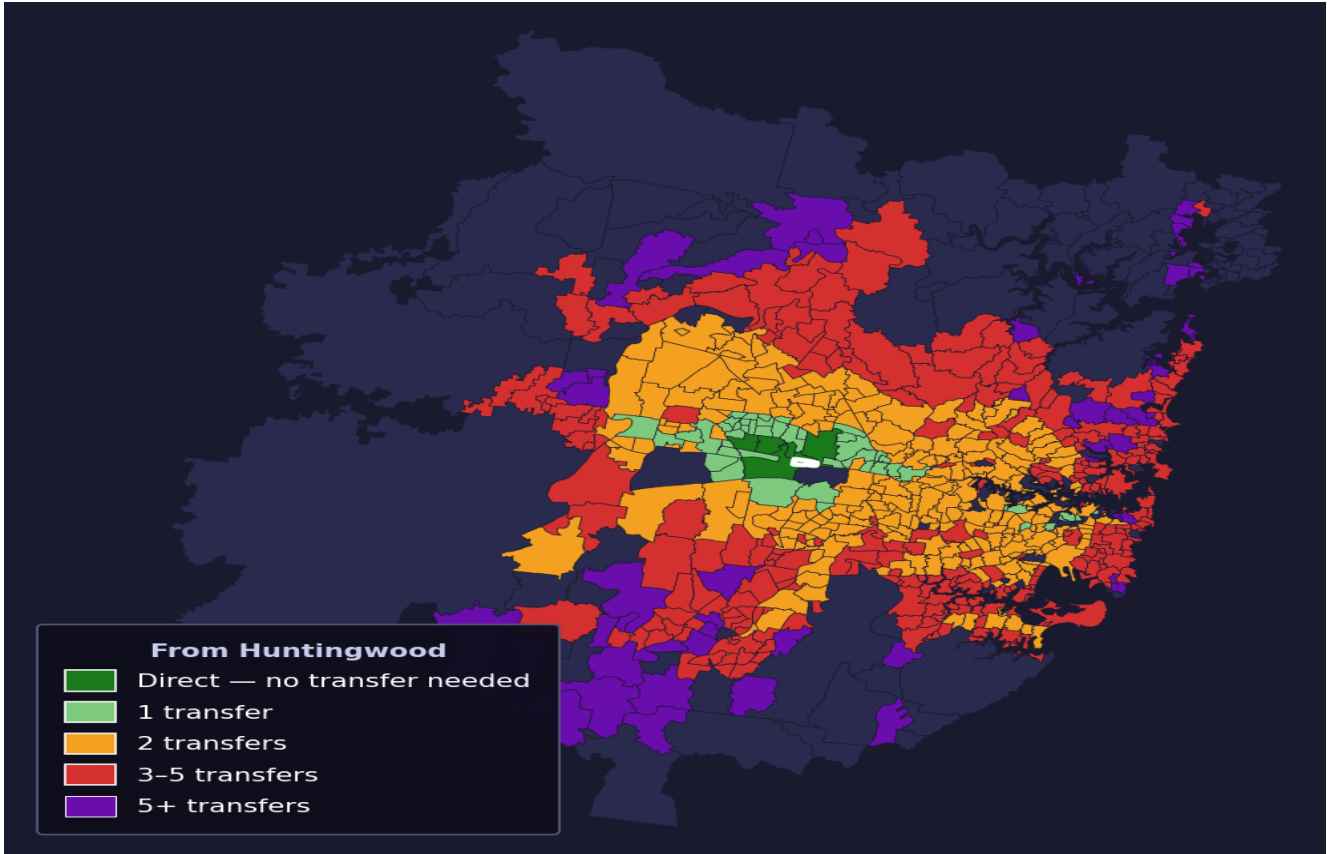 From Huntingwood
Direct — no transfer needed
1 transfer
2 transfers
3–5 transfers
5+ transfers